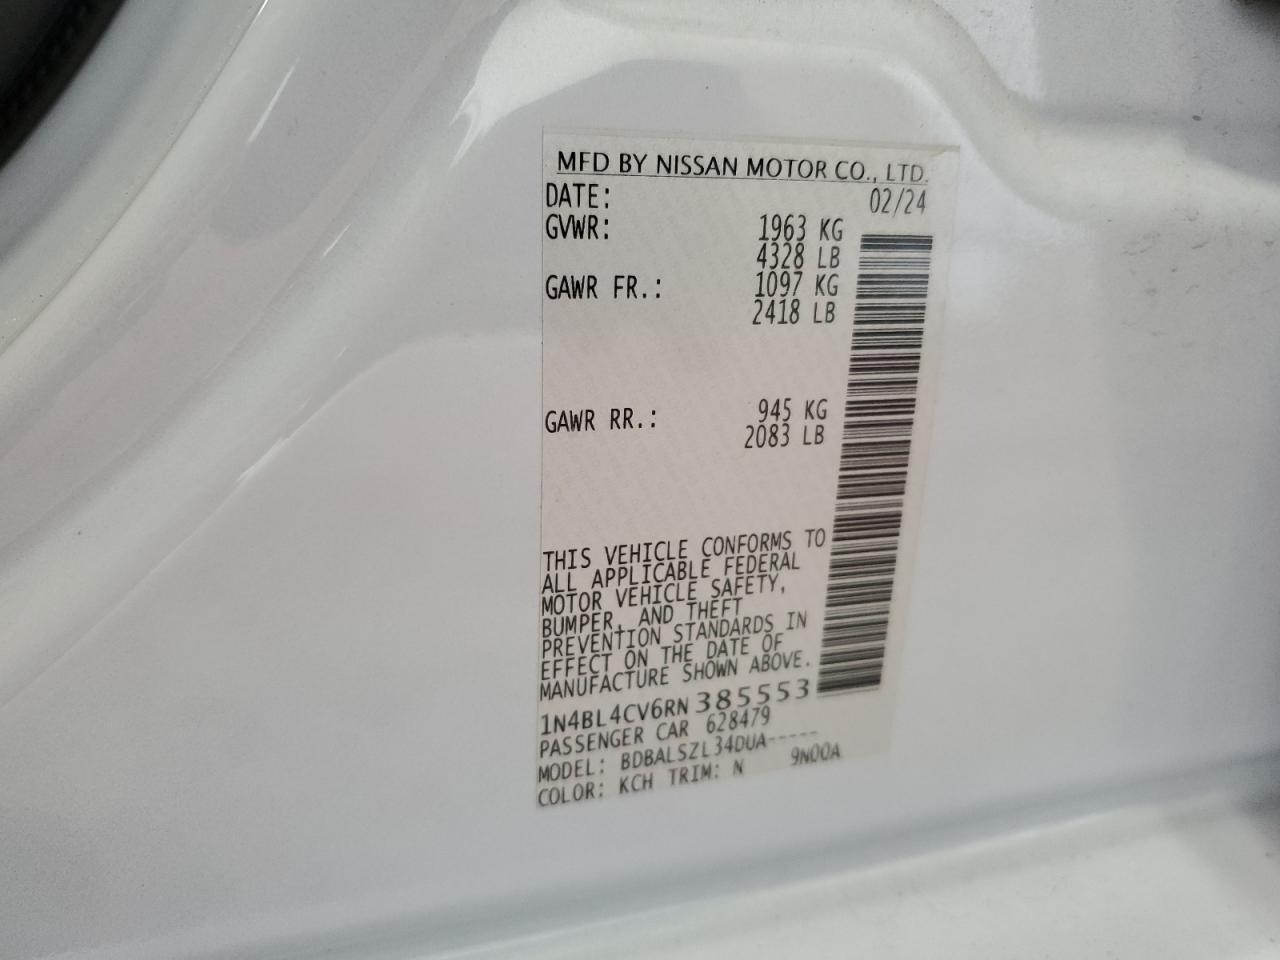 MFD BY NISSAN MOTOR CO., LTD.
DATE: 02/24
GVWR: 1963 KG
4328 LB
GAWR FR.: 1097 KG
2418 LB
GAWR RR.: 945 KG
2083 LB
THIS VEHICLE CONFORMS TO
ALL APPLICABLE FEDERAL
MOTOR VEHICLE SAFETY,
BUMPER, AND THEFT
PREVENTION STANDARDS IN
EFFECT ON THE DATE OF
MANUFACTURE SHOWN ABOVE.
1N4BL4CV6RN385553
PASSENGER CAR 628479
MODEL: BDBALSZL34DUA-----
COLOR: KCH TRIM: N 9N00A